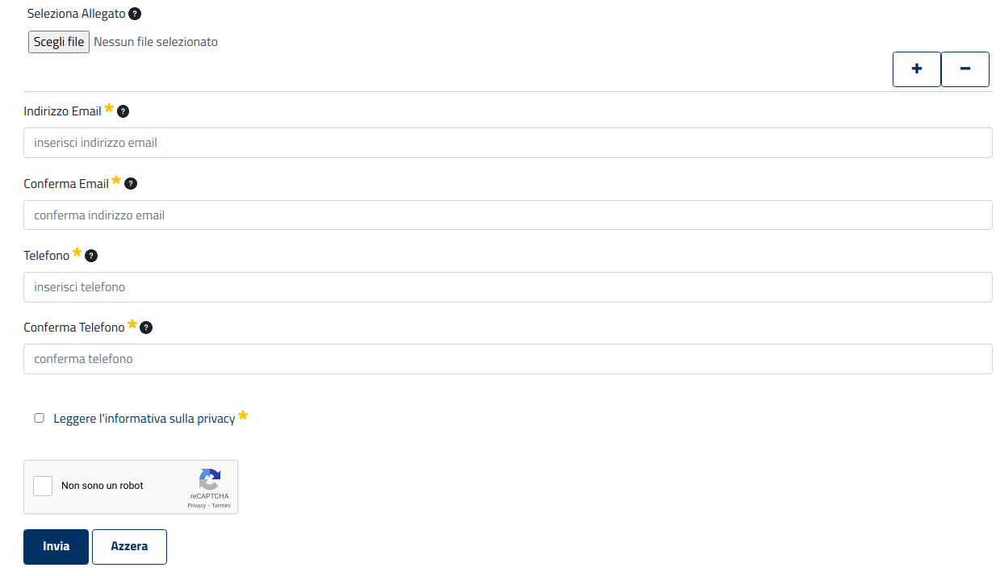 Seleziona Allegato ?
Scegli file Nessun file selezionato
+ −
Indirizzo Email * ?
inserisci indirizzo email
Conferma Email * ?
conferma indirizzo email
Telefono * ?
inserisci telefono
Conferma Telefono * ?
conferma telefono
Leggere l'informativa sulla privacy *
Non sono un robot
reCAPTCHA
Privacy - Termini
Invia Azzera